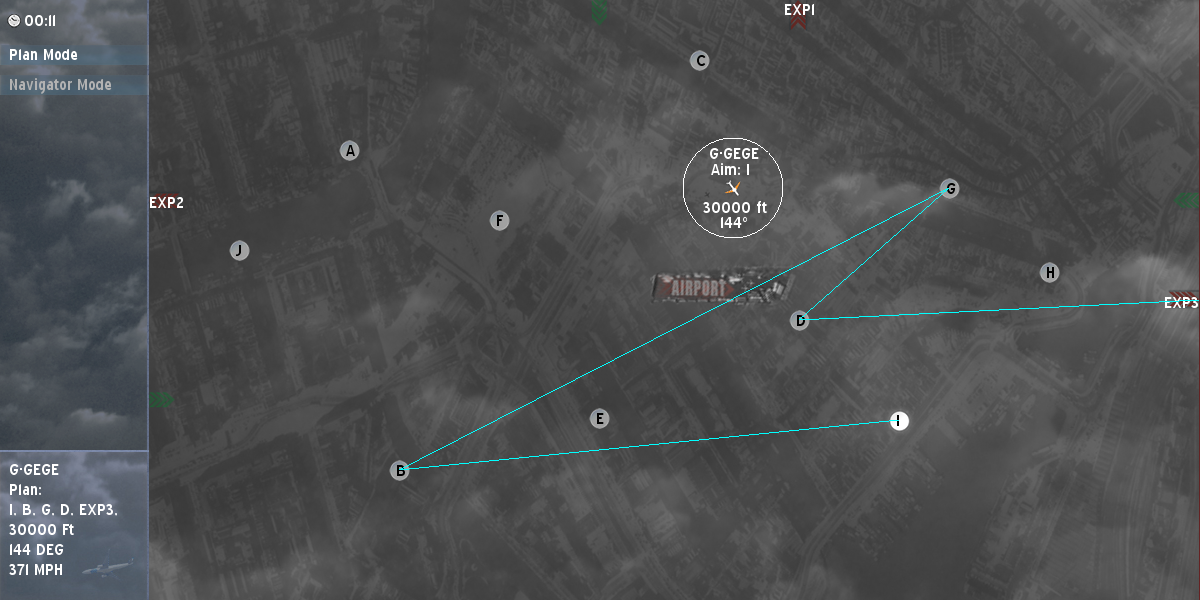 00:11
Plan Mode
Navigator Mode
EXP1
C
A
G-GEGE
Aim: I
30000 ft
144°
G
EXP2
F
J
H
AIRPORT
EXP3
D
E
I
B
G-GEGE
Plan:
I. B. G. D. EXP3.
30000 Ft
144 DEG
371 MPH